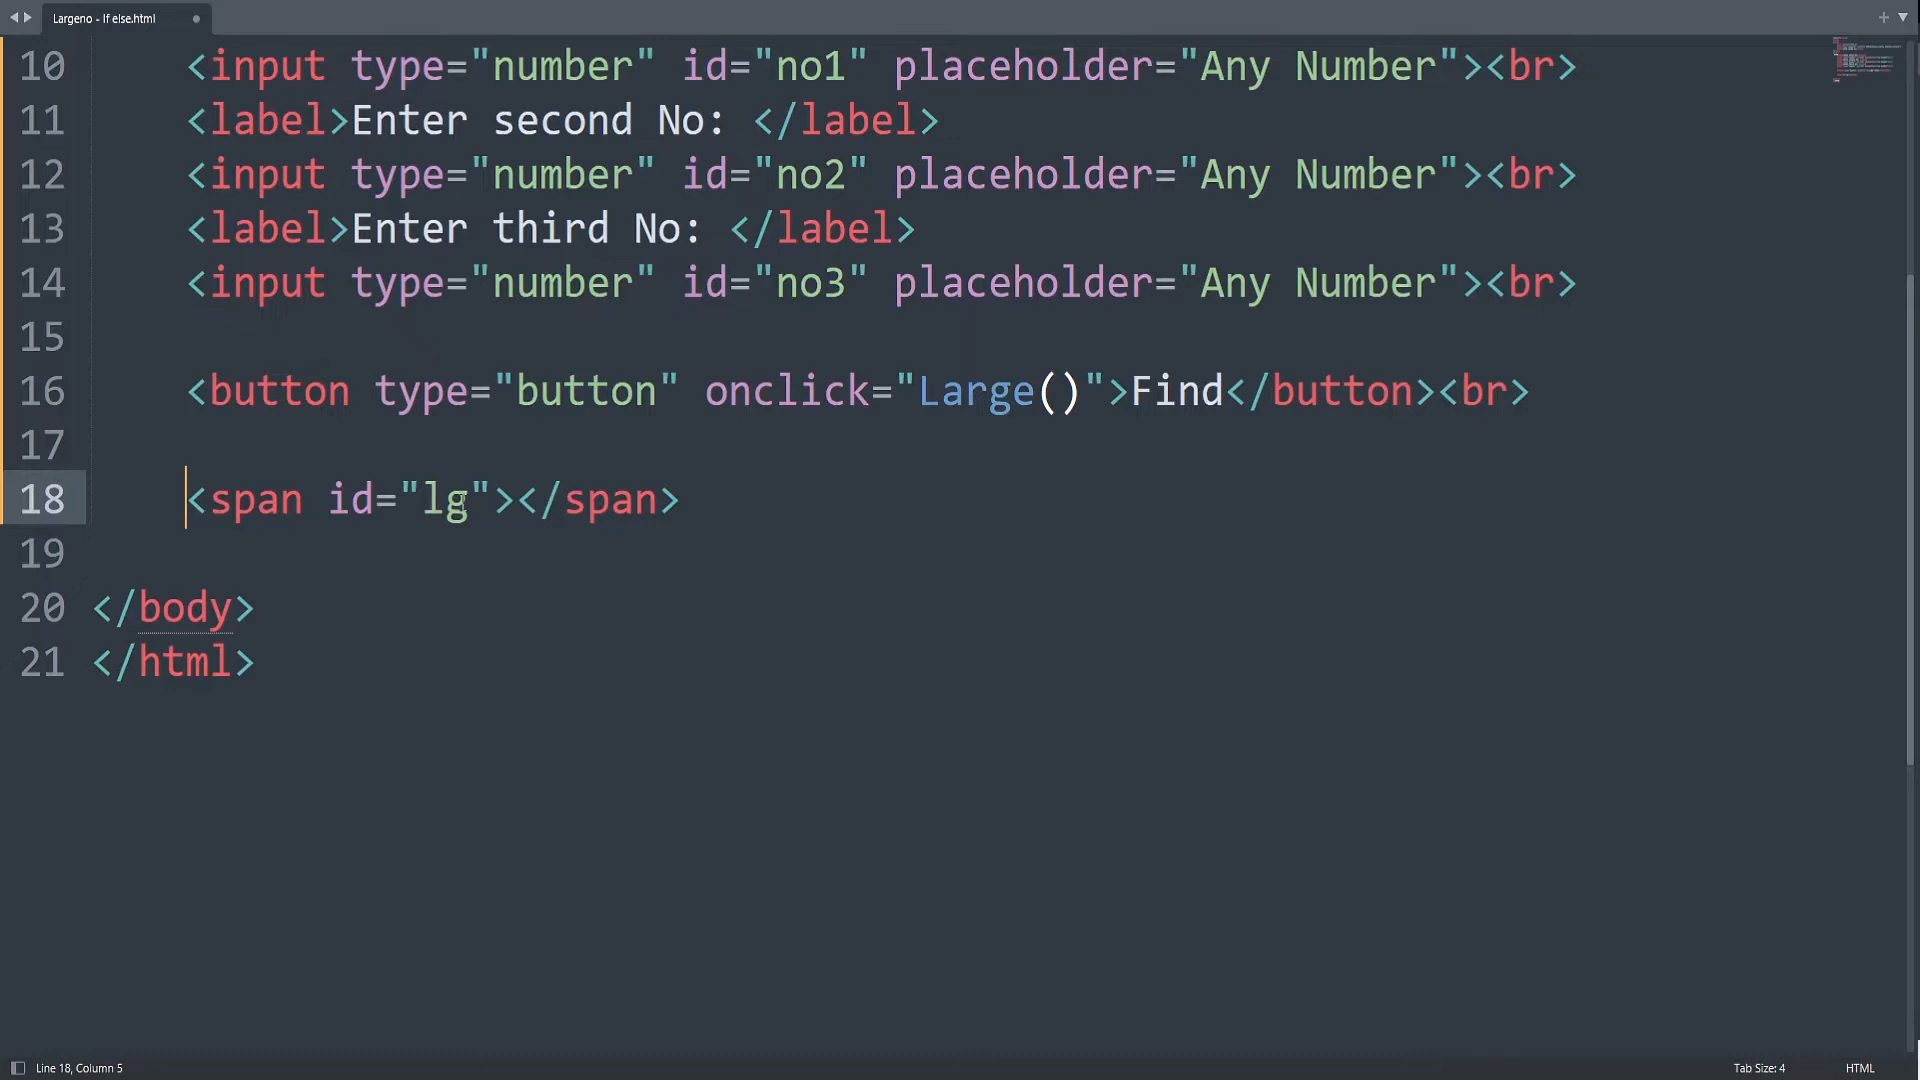 Largeno - If else.html
10 <input type="number" id="no1" placeholder="Any Number"><br>
11 <label>Enter second No: </label>
12 <input type="number" id="no2" placeholder="Any Number"><br>
13 <label>Enter third No: </label>
14 <input type="number" id="no3" placeholder="Any Number"><br>
15
16 <button type="button" onclick="Large()">Find</button><br>
17
18 <span id="lg"></span>
19
20 </body>
21 </html>
Line 18, Column 5
Tab Size: 4
HTML